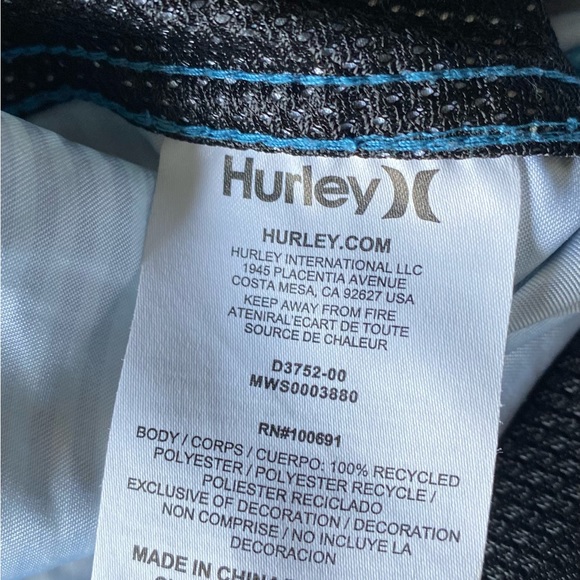 Hurley
HURLEY.COM
HURLEY INTERNATIONAL LLC
1945 PLACENTIA AVENUE
COSTA MESA, CA 92627 USA
KEEP AWAY FROM FIRE
ATENIRAL'ECART DE TOUTE
SOURCE DE CHALEUR
D3752-00
MWS0003880
RN#100691
BODY / CORPS / CUERPO: 100% RECYCLED
POLYESTER / POLYESTER RECYCLE /
POLIESTER RECICLADO
EXCLUSIVE OF DECORATION / DECORATION
NON COMPRISE / NO INCLUYE LA
DECORACION
MADE IN CHINA